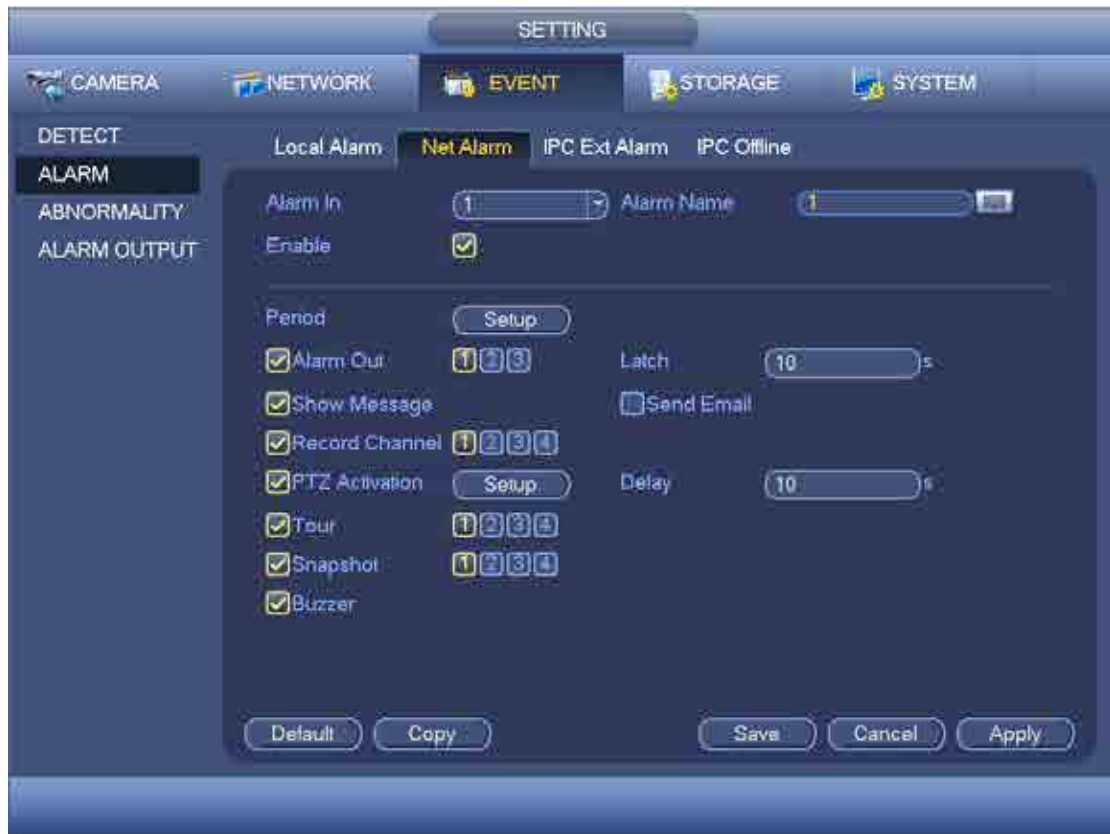 SETTING
CAMERA NETWORK EVENT STORAGE SYSTEM
DETECT
ALARM
ABNORMALITY
ALARM OUTPUT
Local Alarm Net Alarm IPC Ext Alarm IPC Offline
Alarm In 1 Alarm Name 1
Enable
Period Setup
Alarm Out 1 2 3 Latch 10 s
Show Message Send Email
Record Channel 1 2 3 4
PTZ Activation Setup Delay 10 s
Tour 1 2 3 4
Snapshot 1 2 3 4
Buzzer
Default Copy Save Cancel Apply